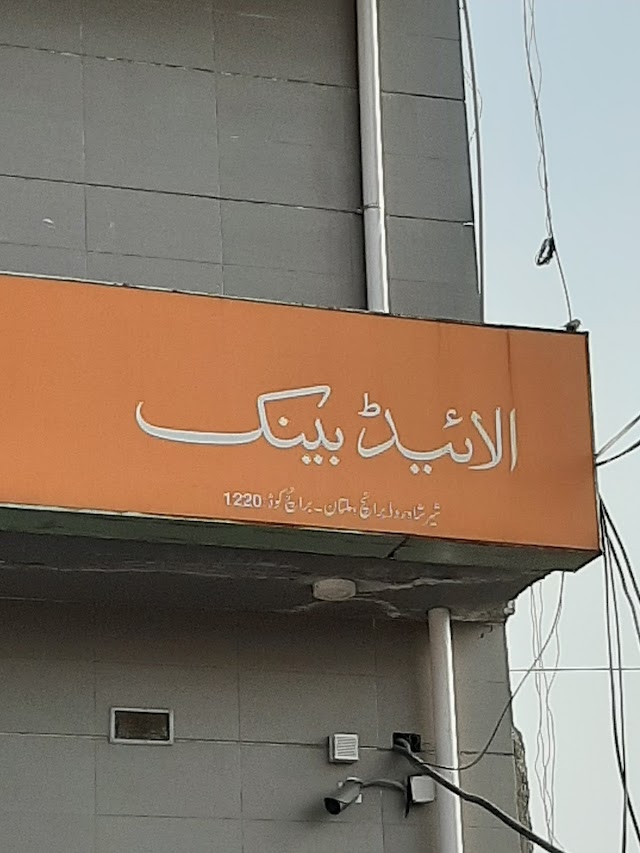 الائیڈ بینک
شیر شاہ روڈ برانچ، ملتان۔ برانچ کوڈ: 1220